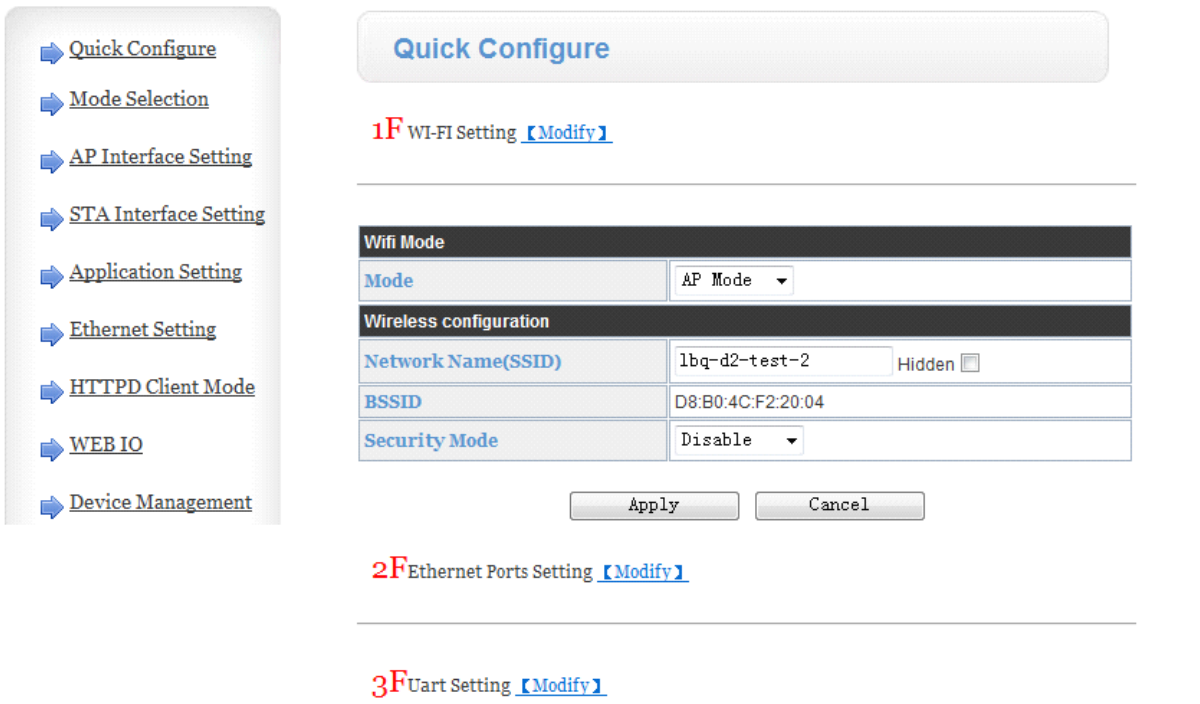 Quick Configure
Mode Selection
AP Interface Setting
STA Interface Setting
Application Setting
Ethernet Setting
HTTPD Client Mode
WEB IO
Device Management
Quick Configure
1F WI-FI Setting 【Modify】
Wifi Mode
Mode AP Mode
Wireless configuration
Network Name(SSID) lbq-d2-test-2 Hidden
BSSID D8:B0:4C:F2:20:04
Security Mode Disable
Apply Cancel
2FEthernet Ports Setting 【Modify】
3FUart Setting 【Modify】